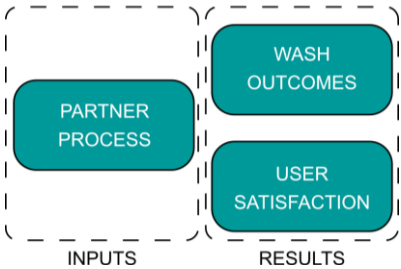 PARTNER
PROCESS
WASH
OUTCOMES
USER
SATISFACTION
INPUTS
RESULTS